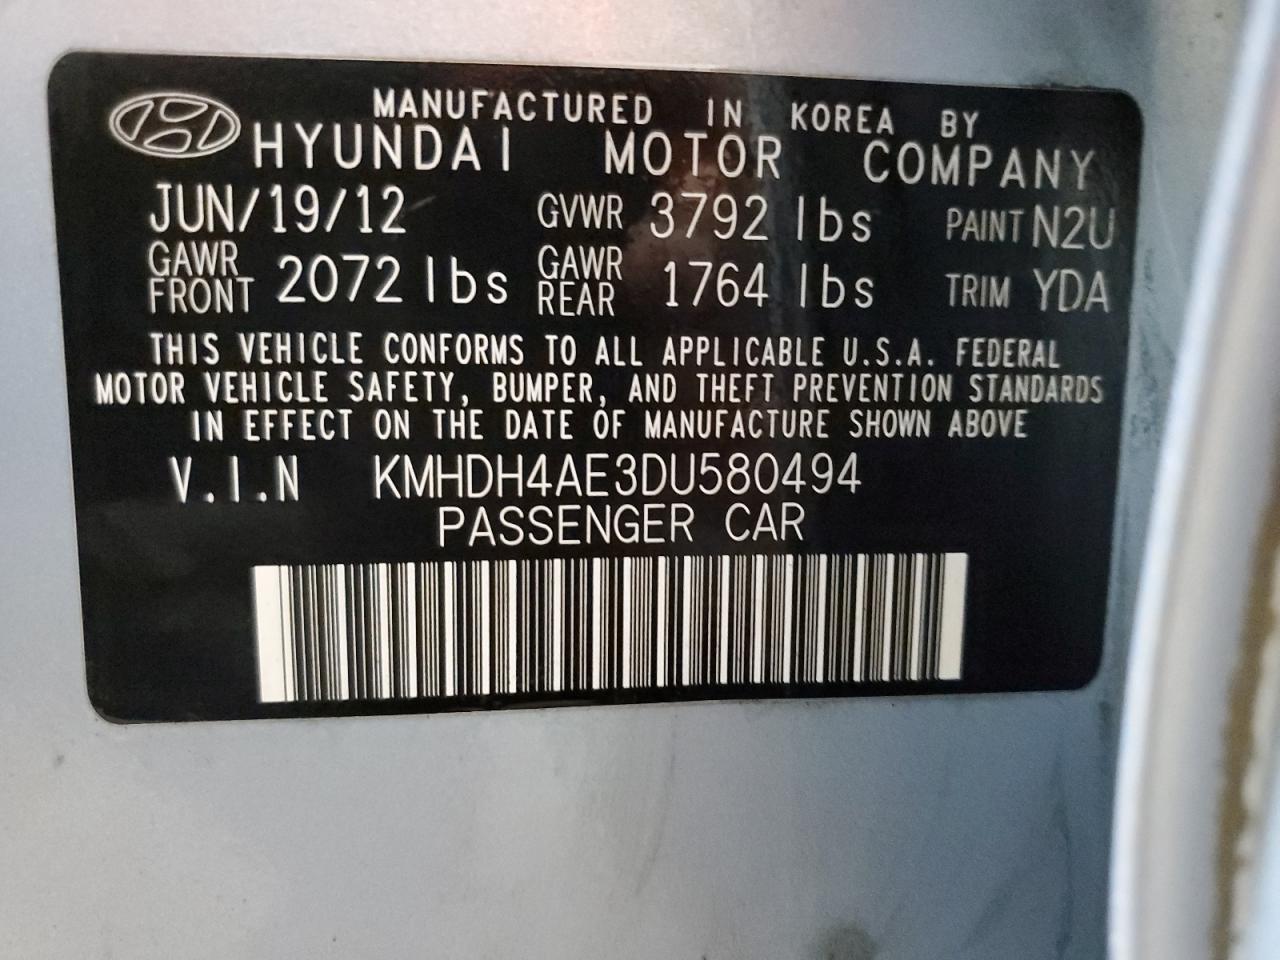 MANUFACTURED IN KOREA BY
HYUNDAI MOTOR COMPANY
JUN/19/12 GVWR 3792 lbs PAINT N2U
GAWR FRONT 2072 lbs GAWR REAR 1764 lbs TRIM YDA
THIS VEHICLE CONFORMS TO ALL APPLICABLE U.S.A. FEDERAL
MOTOR VEHICLE SAFETY, BUMPER, AND THEFT PREVENTION STANDARDS
IN EFFECT ON THE DATE OF MANUFACTURE SHOWN ABOVE
V.I.N KMHDH4AE3DU580494
PASSENGER CAR